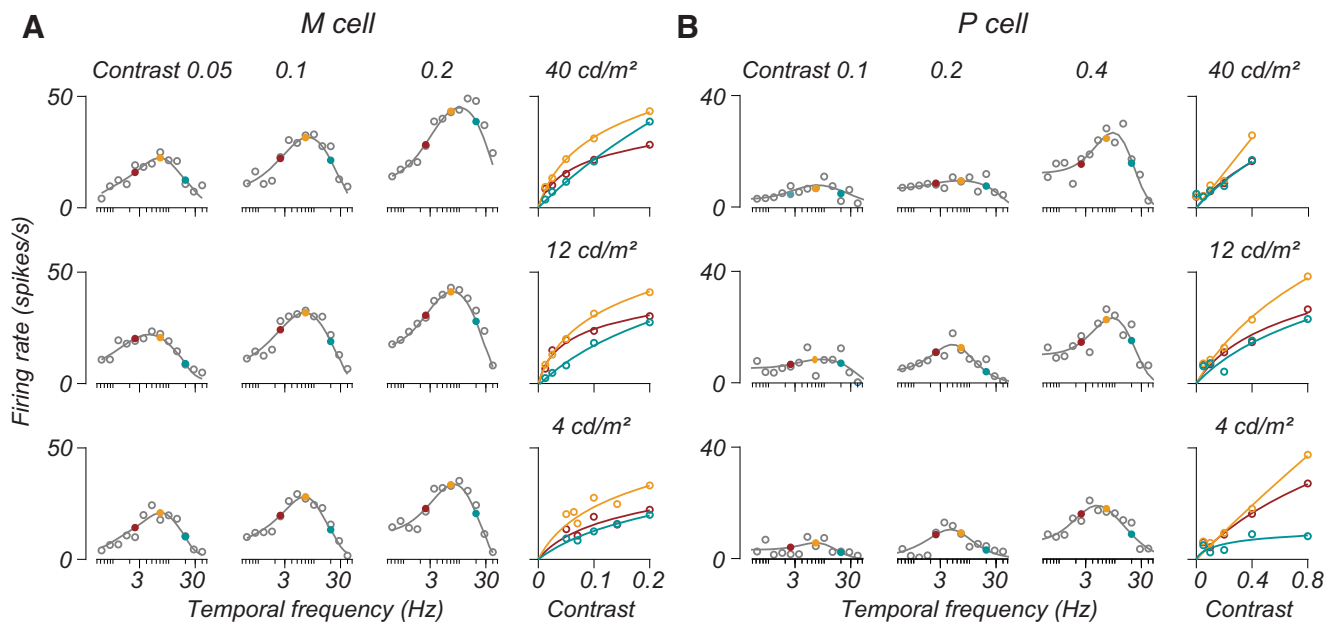 A M cell B P cell
Contrast 0.05 0.1 0.2 40 cd/m² Contrast 0.1 0.2 0.4 40 cd/m²
50 40
0 0
12 cd/m² 12 cd/m²
50 40
0 0
4 cd/m² 4 cd/m²
50 40
0 0
3 30 3 30 3 30 0 0.1 0.2 3 30 3 30 3 30 0 0.4 0.8
Temporal frequency (Hz) Contrast Temporal frequency (Hz) Contrast
Firing rate (spikes/s)